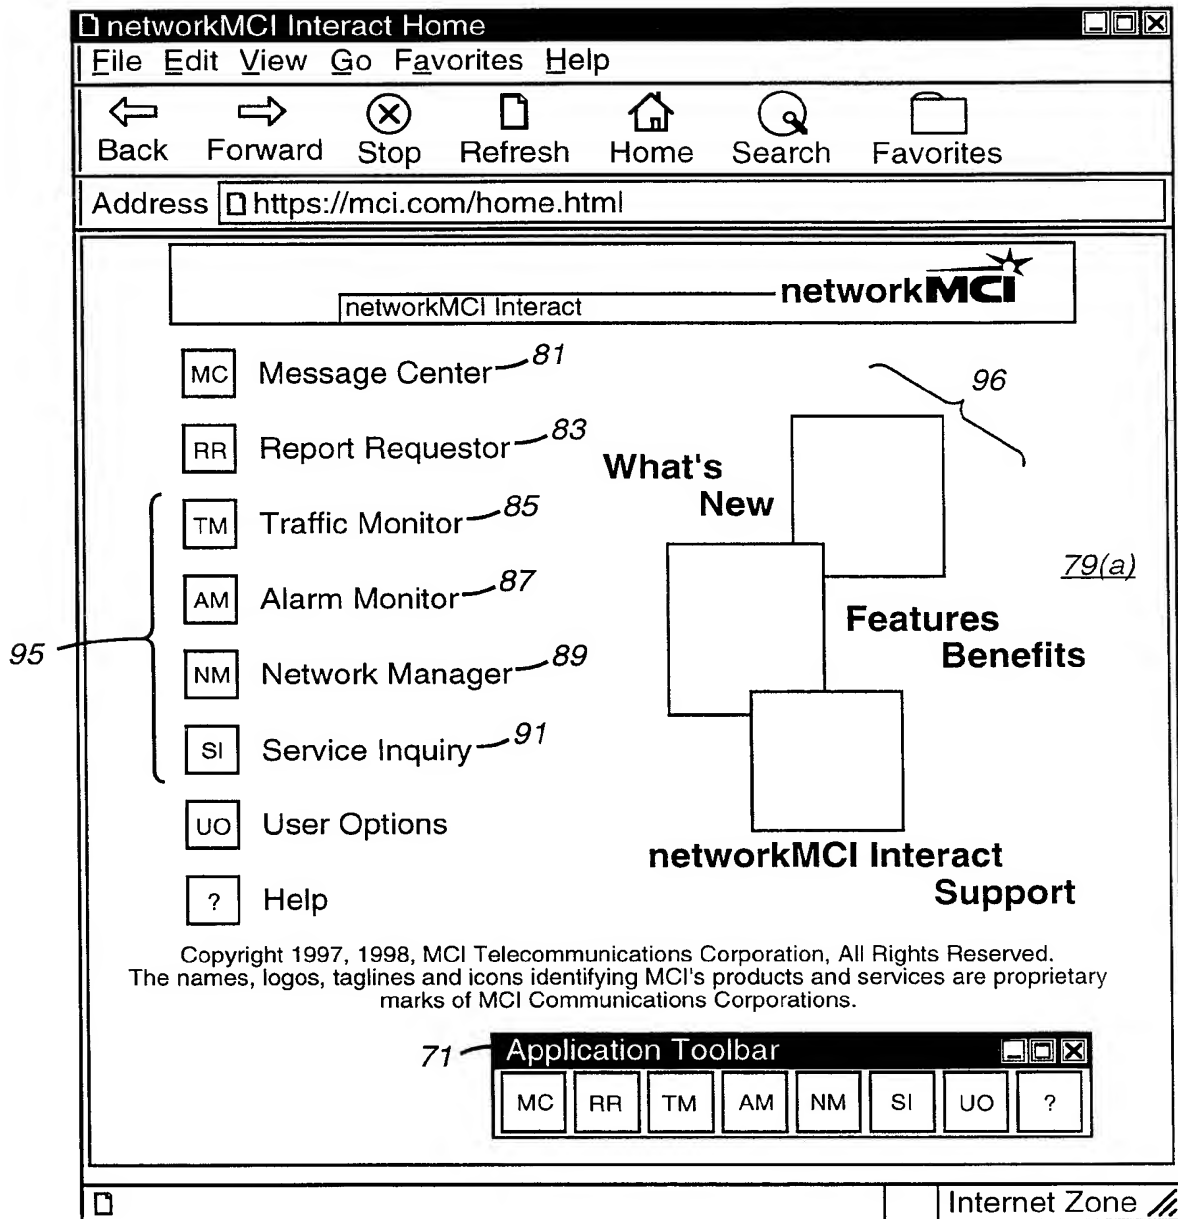 networkMCI Interact Home
File Edit View Go Favorites Help
Back Forward Stop Refresh Home Search Favorites
Address https://mci.com/home.html
networkMCI Interact
networkMCI
MC Message Center 81
RR Report Requestor 83
TM Traffic Monitor 85
AM Alarm Monitor 87
NM Network Manager 89
SI Service Inquiry 91
UO User Options
? Help
95
96
What's
New
79(a)
Features
Benefits
networkMCI Interact
Support
Copyright 1997, 1998, MCI Telecommunications Corporation, All Rights Reserved.
The names, logos, taglines and icons identifying MCI's products and services are proprietary
marks of MCI Communications Corporations.
71
Application Toolbar
MC RR TM AM NM SI UO ?
Internet Zone